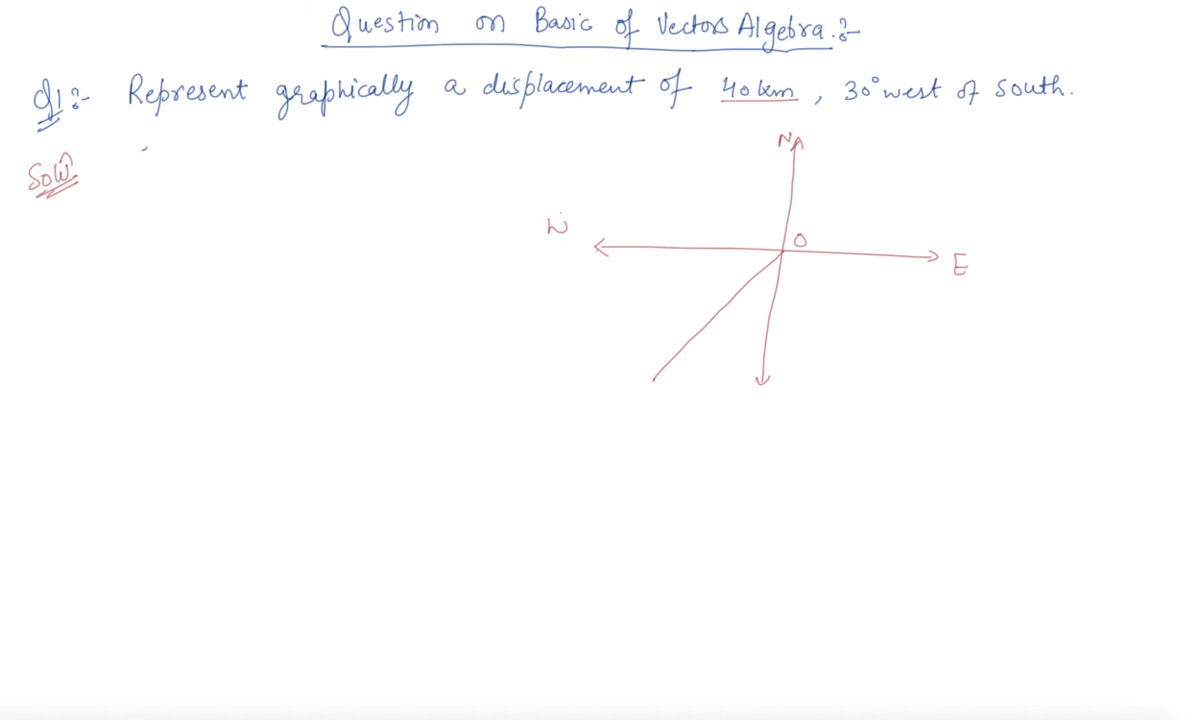 Question on Basic of Vectors Algebra :-
Q1:- Represent graphically a displacement of 40 km, 30° west of south.
Solⁿ
N
W
O
E